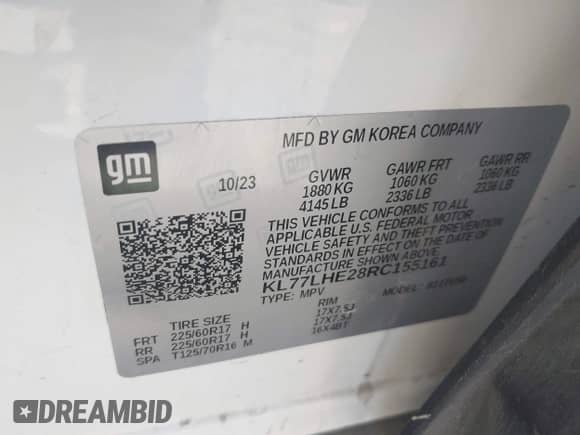 MFD BY GM KOREA COMPANY
gm
10/23
GVWR GAWR FRT GAWR RR
1880 KG 1060 KG 1060 KG
4145 LB 2336 LB 2336 LB
THIS VEHICLE CONFORMS TO ALL
APPLICABLE U.S. FEDERAL MOTOR
VEHICLE SAFETY AND THEFT PREVENTION
STANDARDS IN EFFECT ON THE DATE OF
MANUFACTURE SHOWN ABOVE.
KL77LHE28RC155161
TYPE: MPV MODEL:
TIRE SIZE RIM
FRT 225/60R17 H 17X7.5J
RR 225/60R17 H 17X7.5J
SPA T125/70R16 M 16X4BT
DREAMBID